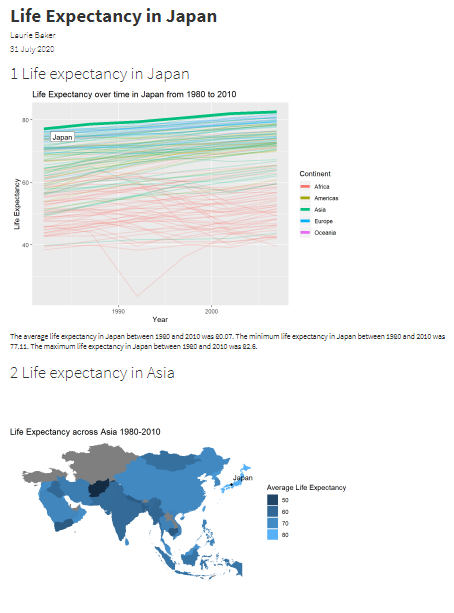 Life Expectancy in Japan
Laurie Baker
31 July 2020
1 Life expectancy in Japan
Life Expectancy over time in Japan from 1980 to 2010
Life Expectancy
80
60
40
Japan
1990
2000
Year
Continent
Africa
Americas
Asia
Europe
Oceania
The average life expectancy in Japan between 1980 and 2010 was 80.07. The minimum life expectancy in Japan between 1980 and 2010 was
77.11. The maximum life expectancy in Japan between 1980 and 2010 was 82.6.
2 Life expectancy in Asia
Life Expectancy across Asia 1980-2010
Japan
Average Life Expectancy
50
60
70
80